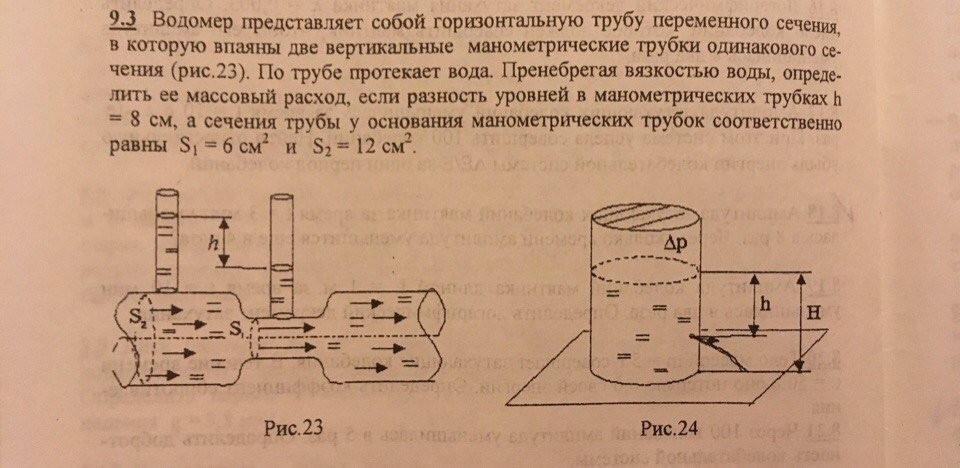 9.3 Водомер представляет собой горизонтальную трубу переменного сечения,
в которую впаяны две вертикальные манометрические трубки одинакового се-
чения (рис.23). По трубе протекает вода. Пренебрегая вязкостью воды, опреде-
лить ее массовый расход, если разность уровней в манометрических трубках h
= 8 см, а сечения трубы у основания манометрических трубок соответственно
равны S₁ = 6 см² и S₂ = 12 см².
h
S₂
S₁
Δp
h
H
Рис.23
Рис.24